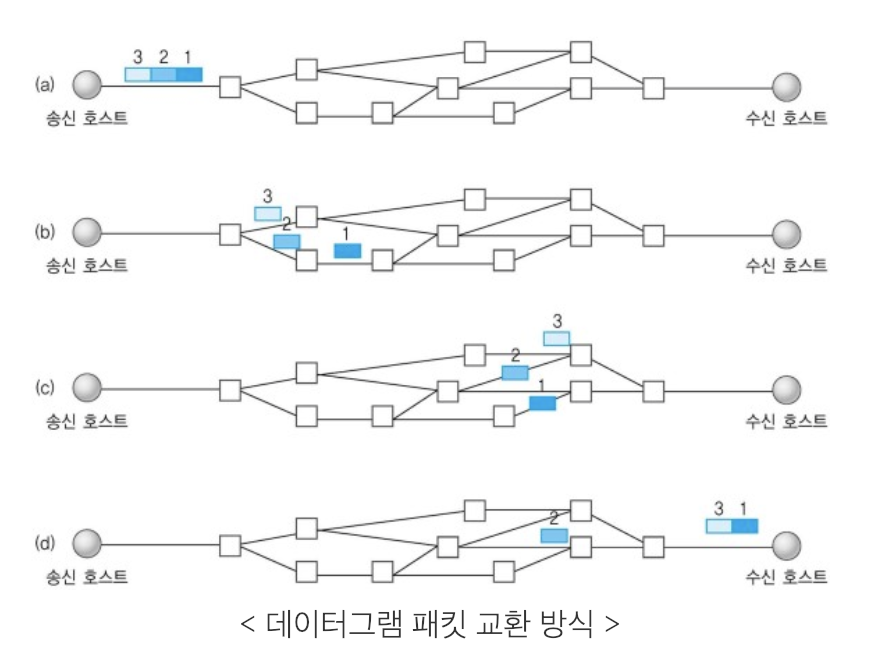 3 2 1
(a)
송신 호스트
수신 호스트
3
2
1
(b)
송신 호스트
수신 호스트
3
2
1
(c)
송신 호스트
수신 호스트
3 1
2
(d)
송신 호스트
수신 호스트
< 데이터그램 패킷 교환 방식 >